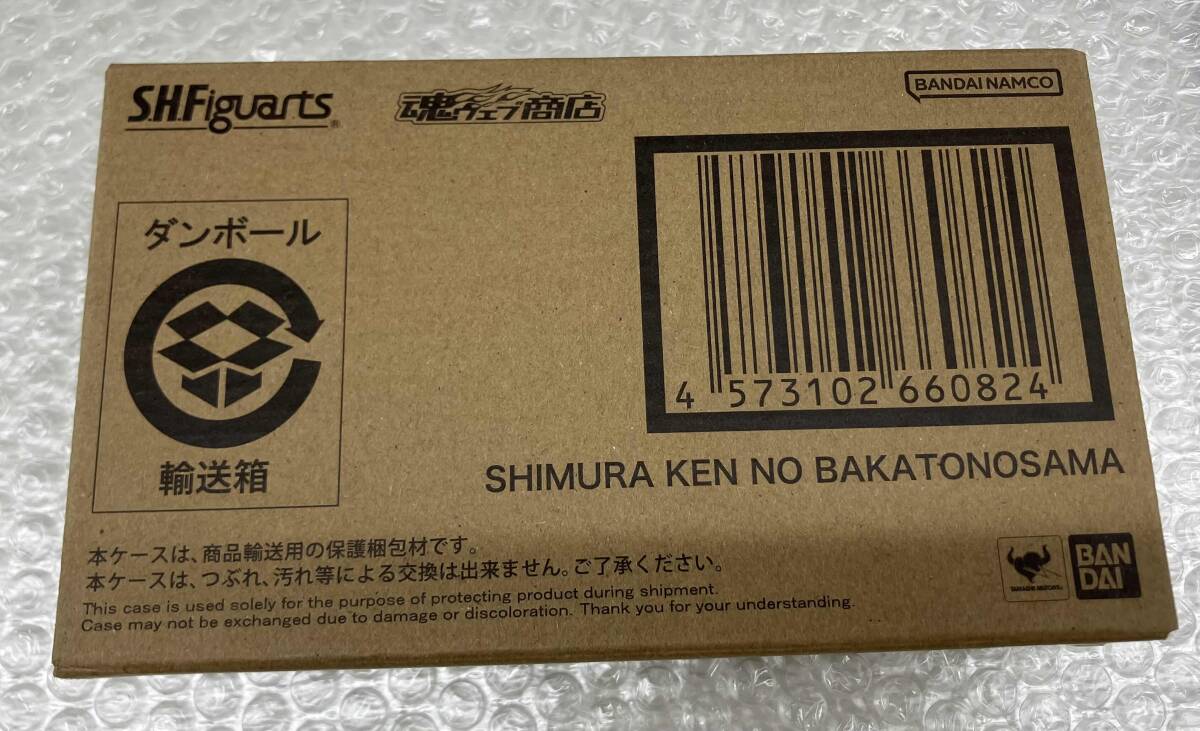 S.H.Figuarts®
魂ウェブ商店
BANDAI NAMCO
ダンボール
輸送箱
4 573102 660824
SHIMURA KEN NO BAKATONOSAMA
本ケースは、商品輸送用の保護梱包材です。
本ケースは、つぶれ、汚れ等による交換は出来ません。ご了承ください。
This case is used solely for the purpose of protecting product during shipment.
Case may not be exchanged due to damage or discoloration. Thank you for your understanding.
BAN
DAI